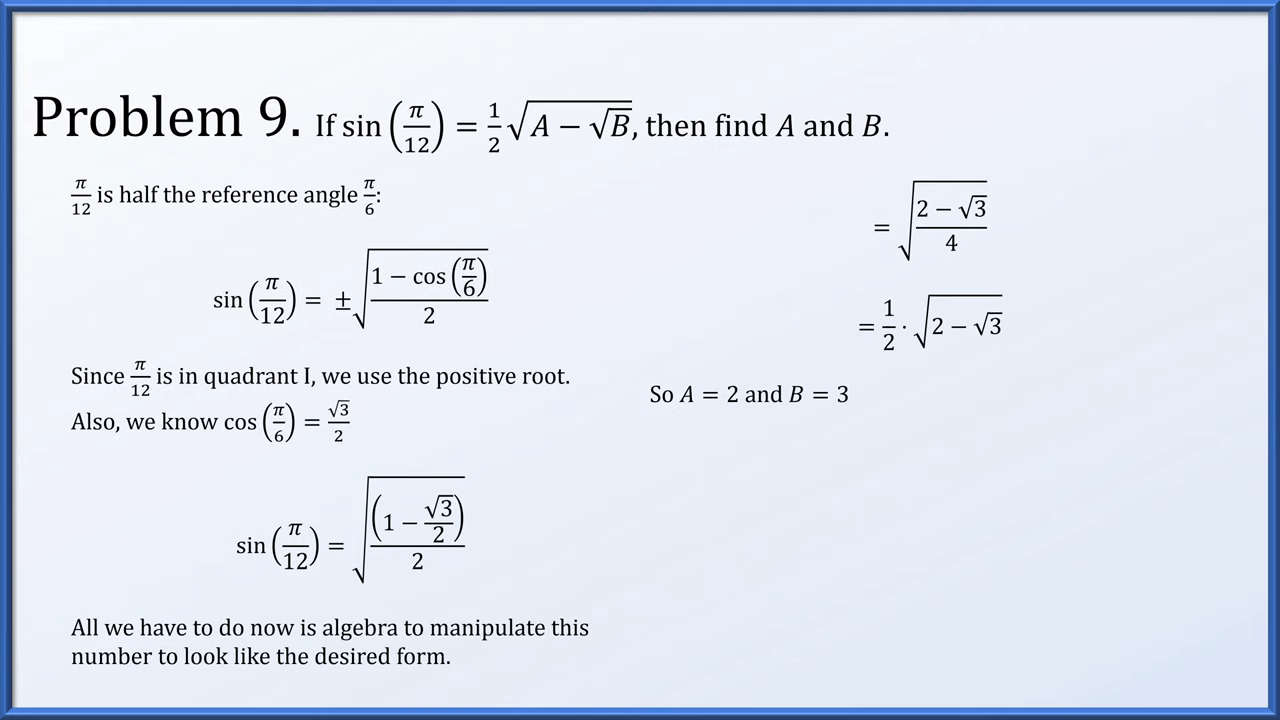 Problem 9. If sin (π/12) = 1/2 √(A − √B), then find A and B.
π/12 is half the reference angle π/6:
sin (π/12) = ± √((1 − cos (π/6))/2)
Since π/12 is in quadrant I, we use the positive root.
Also, we know cos (π/6) = √3/2
sin (π/12) = √((1 − √3/2)/2)
All we have to do now is algebra to manipulate this
number to look like the desired form.
= √((2 − √3)/4)
= 1/2 · √(2 − √3)
So A = 2 and B = 3